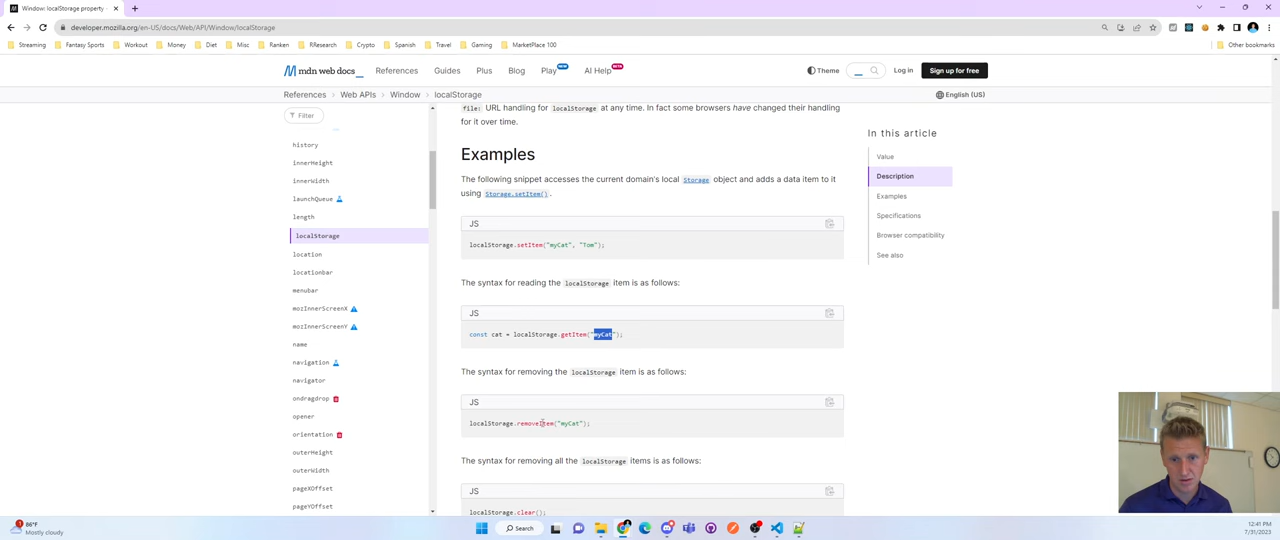 Window: localStorage property -
developer.mozilla.org/en-US/docs/Web/API/Window/localStorage
Streaming
Fantasy Sports
Workout
Money
Diet
Misc
Ranken
RResearch
Crypto
Spanish
Travel
Gaming
MarketPlace 100
Other bookmarks
mdn web docs_
References
Guides
Plus
Blog
Play NEW
AI Help BETA
Theme
Log in
Sign up for free
References
Web APIs
Window
localStorage
English (US)
Filter
history
innerHeight
innerWidth
launchQueue
length
localStorage
location
locationbar
menubar
mozInnerScreenX
mozInnerScreenY
name
navigation
navigator
ondragdrop
opener
orientation
outerHeight
outerWidth
pageXOffset
pageYOffset
file: URL handling for localStorage at any time. In fact some browsers have changed their handling
for it over time.
Examples
The following snippet accesses the current domain's local Storage object and adds a data item to it
using Storage.setItem().
JS
localStorage.setItem("myCat", "Tom");
The syntax for reading the localStorage item is as follows:
JS
const cat = localStorage.getItem("myCat");
The syntax for removing the localStorage item is as follows:
JS
localStorage.removeItem("myCat");
The syntax for removing all the localStorage items is as follows:
JS
localStorage.clear();
In this article
Value
Description
Examples
Specifications
Browser compatibility
See also
86°F
Mostly cloudy
Search
12:41 PM
7/31/2023